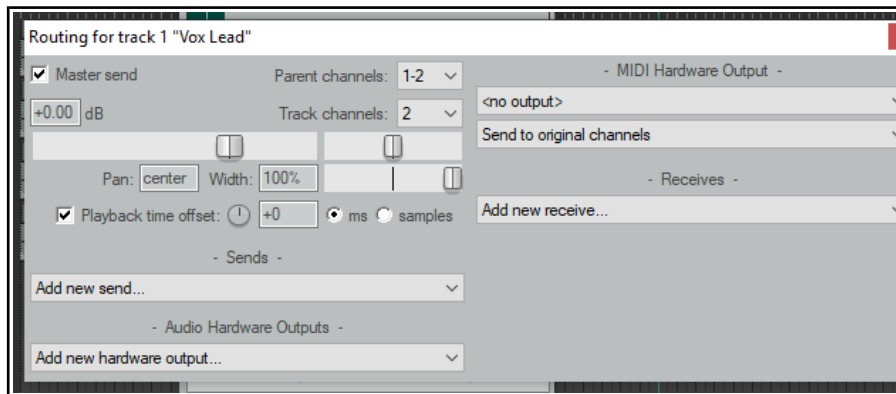 Routing for track 1 "Vox Lead"
Master send
Parent channels: 1-2
+0.00 dB
Track channels: 2
Pan: center Width: 100%
Playback time offset: +0 ms samples
- Sends -
Add new send...
- Audio Hardware Outputs -
Add new hardware output...
- MIDI Hardware Output -
<no output>
Send to original channels
- Receives -
Add new receive...